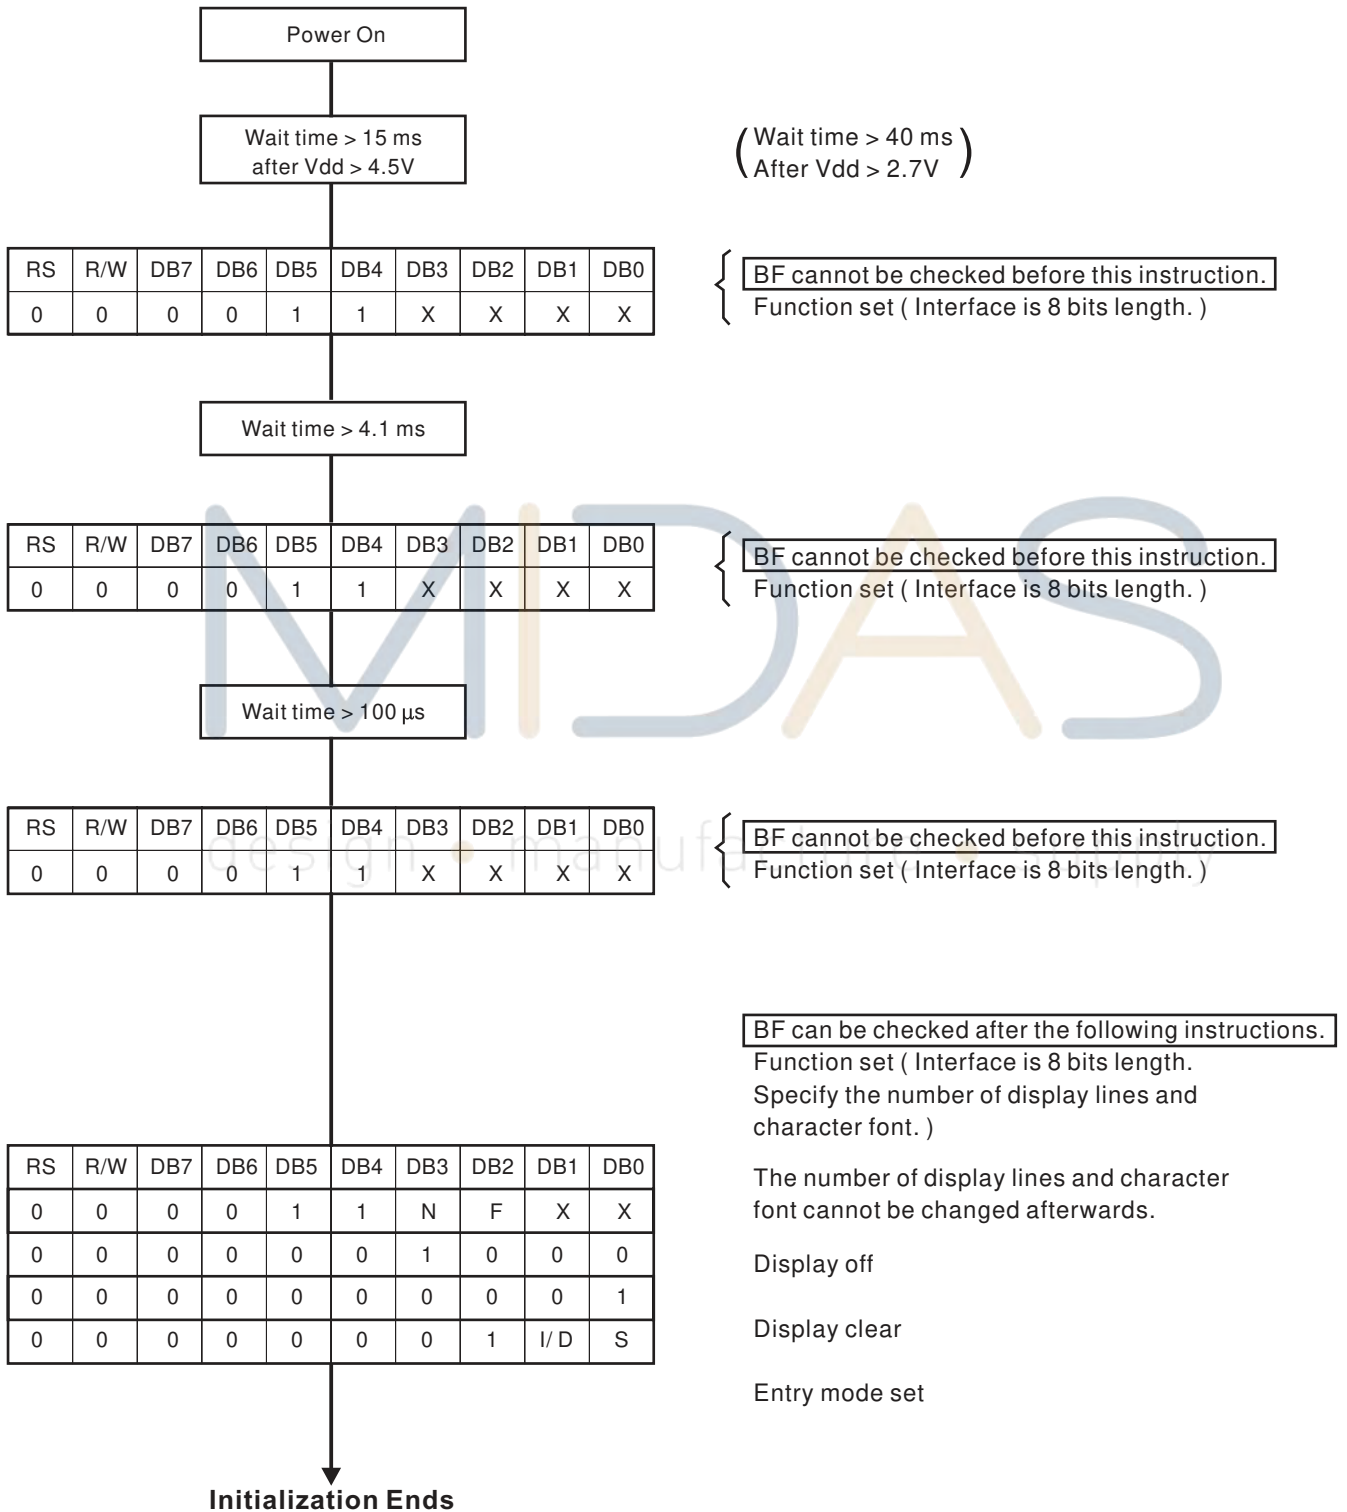 Power On
Wait time > 15 ms
after Vdd > 4.5V
(Wait time > 40 ms
After Vdd > 2.7V)
RS R/W DB7 DB6 DB5 DB4 DB3 DB2 DB1 DB0
0 0 0 0 1 1 X X X X
BF cannot be checked before this instruction.
Function set ( Interface is 8 bits length. )
Wait time > 4.1 ms
MIDAS
RS R/W DB7 DB6 DB5 DB4 DB3 DB2 DB1 DB0
0 0 0 0 1 1 X X X X
BF cannot be checked before this instruction.
Function set ( Interface is 8 bits length. )
Wait time > 100 µs
design • manufacture • supply
RS R/W DB7 DB6 DB5 DB4 DB3 DB2 DB1 DB0
0 0 0 0 1 1 X X X X
BF cannot be checked before this instruction.
Function set ( Interface is 8 bits length. )
BF can be checked after the following instructions.
Function set ( Interface is 8 bits length.
Specify the number of display lines and
character font. )
RS R/W DB7 DB6 DB5 DB4 DB3 DB2 DB1 DB0
0 0 0 0 1 1 N F X X
0 0 0 0 0 0 1 0 0 0
0 0 0 0 0 0 0 0 0 1
0 0 0 0 0 0 0 1 I/D S
The number of display lines and character
font cannot be changed afterwards.
Display off
Display clear
Entry mode set
Initialization Ends